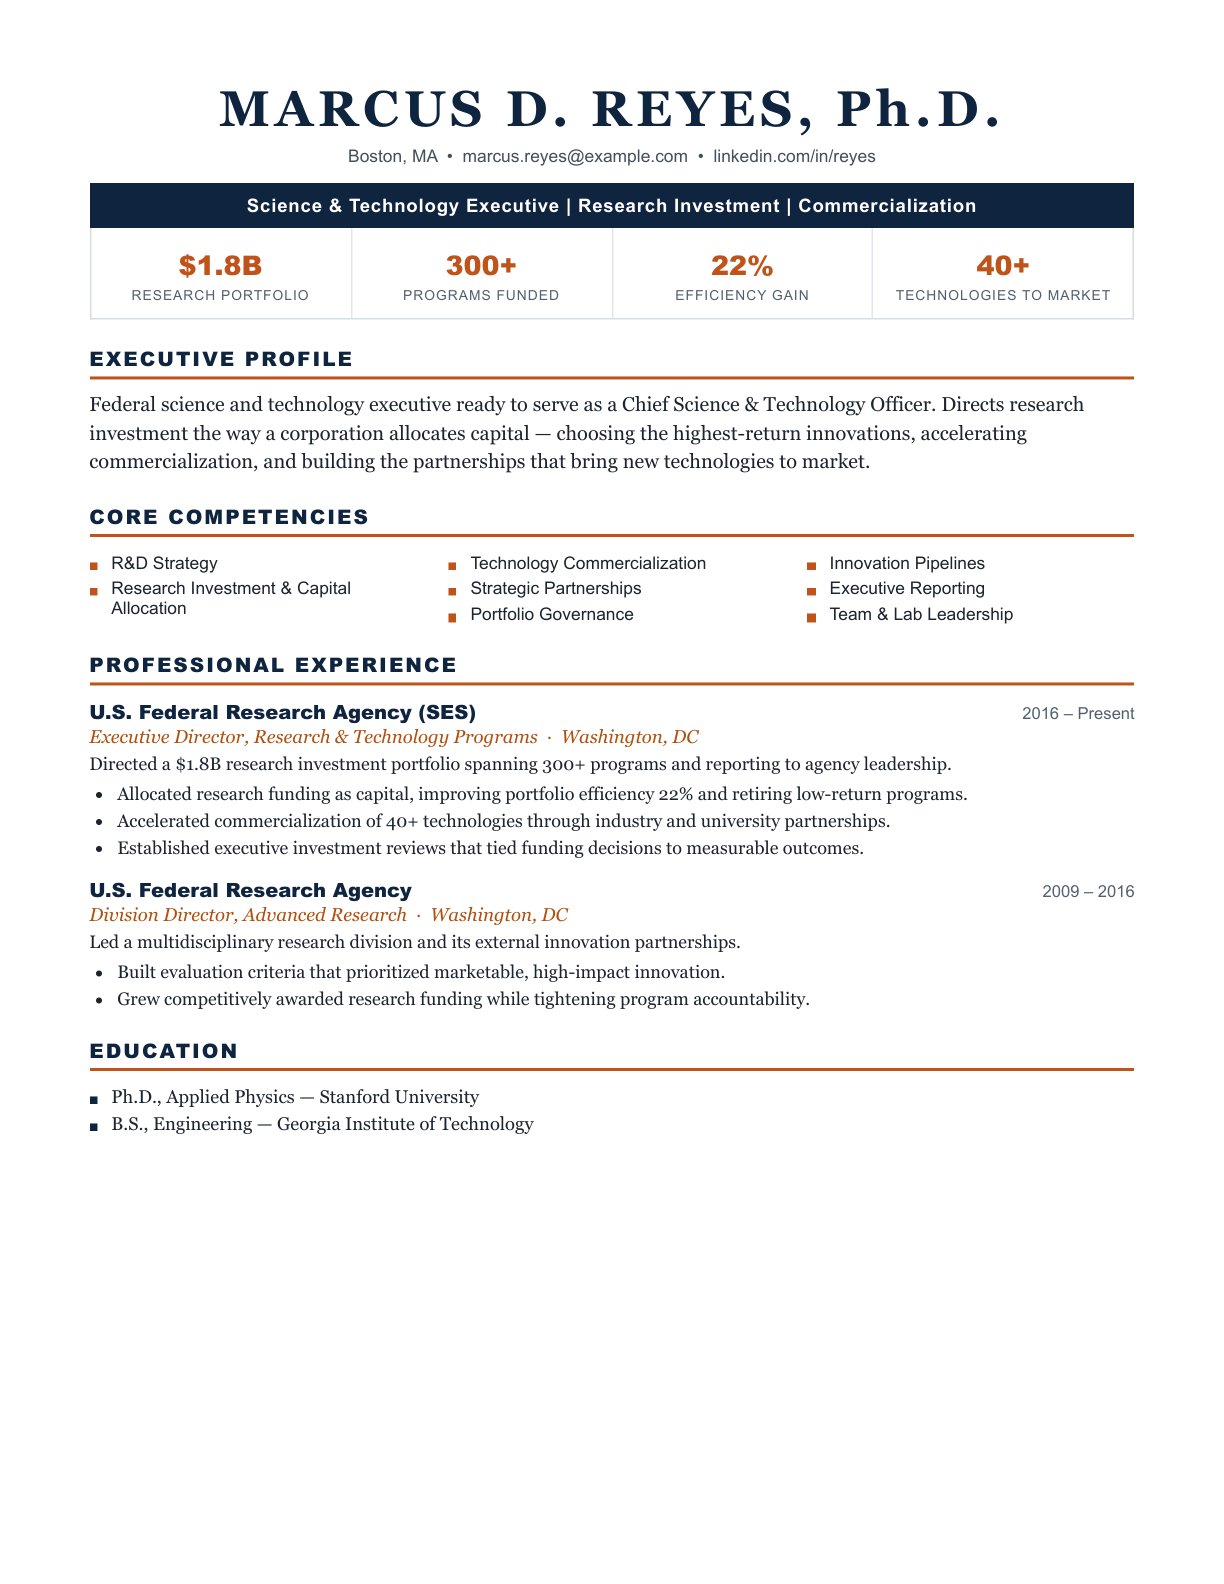 MARCUS D. REYES, Ph.D.
Boston, MA • marcus.reyes@example.com • linkedin.com/in/reyes
Science & Technology Executive | Research Investment | Commercialization
$1.8B
RESEARCH PORTFOLIO
300+
PROGRAMS FUNDED
22%
EFFICIENCY GAIN
40+
TECHNOLOGIES TO MARKET
EXECUTIVE PROFILE
Federal science and technology executive ready to serve as a Chief Science & Technology Officer. Directs research
investment the way a corporation allocates capital — choosing the highest-return innovations, accelerating
commercialization, and building the partnerships that bring new technologies to market.
CORE COMPETENCIES
■ R&D Strategy
■ Research Investment & Capital
Allocation
■ Technology Commercialization
■ Strategic Partnerships
■ Portfolio Governance
■ Innovation Pipelines
■ Executive Reporting
■ Team & Lab Leadership
PROFESSIONAL EXPERIENCE
U.S. Federal Research Agency (SES) 2016 – Present
Executive Director, Research & Technology Programs · Washington, DC
Directed a $1.8B research investment portfolio spanning 300+ programs and reporting to agency leadership.
• Allocated research funding as capital, improving portfolio efficiency 22% and retiring low-return programs.
• Accelerated commercialization of 40+ technologies through industry and university partnerships.
• Established executive investment reviews that tied funding decisions to measurable outcomes.
U.S. Federal Research Agency 2009 – 2016
Division Director, Advanced Research · Washington, DC
Led a multidisciplinary research division and its external innovation partnerships.
• Built evaluation criteria that prioritized marketable, high-impact innovation.
• Grew competitively awarded research funding while tightening program accountability.
EDUCATION
■ Ph.D., Applied Physics — Stanford University
■ B.S., Engineering — Georgia Institute of Technology